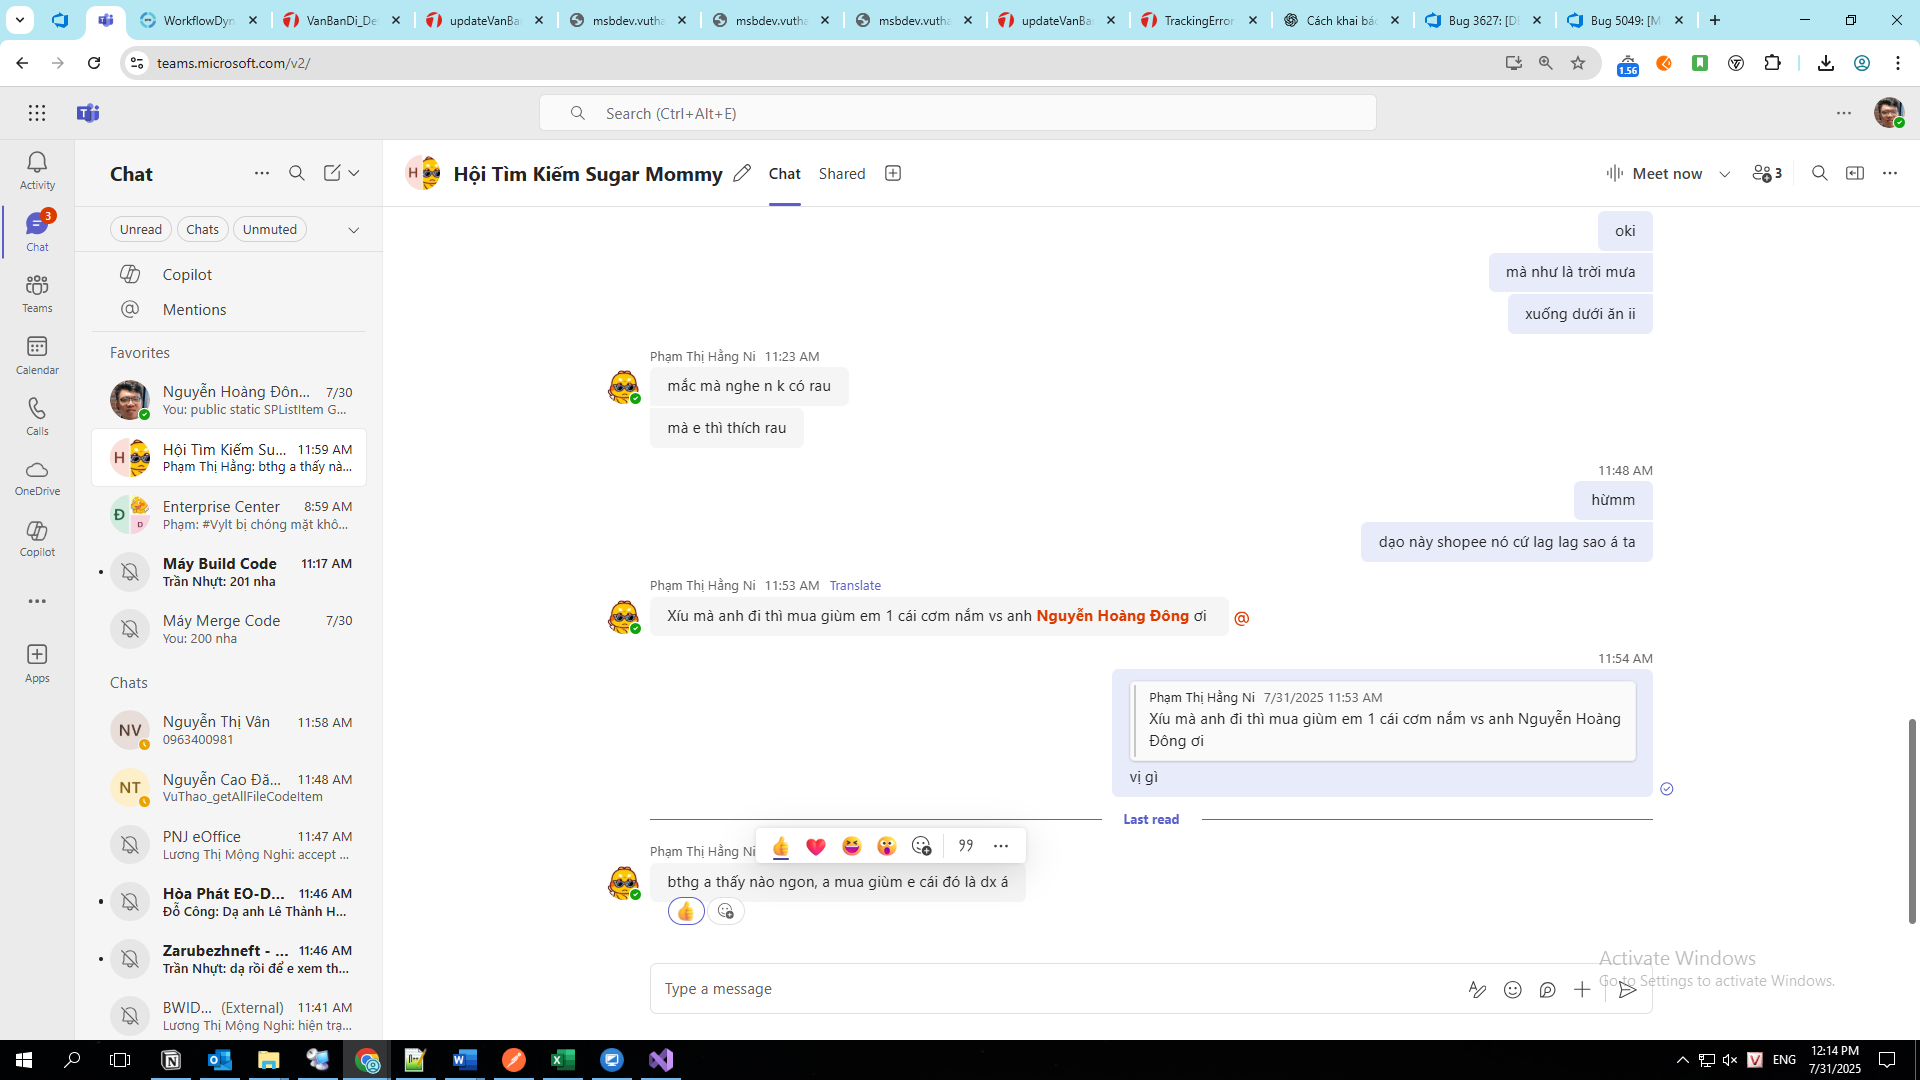 WorkflowDyn
VanBanDi_De
updateVanBa
msbdev.vutha
msbdev.vutha
msbdev.vutha
updateVanBa
TrackingError
Cách khai bá
Bug 3627: [D
Bug 5049: [M
teams.microsoft.com/v2/
1.56
Search (Ctrl+Alt+E)
Activity
3
Chat
Teams
Calendar
Calls
OneDrive
Copilot
Apps
Chat
Unread
Chats
Unmuted
Copilot
Mentions
Favorites
Nguyễn Hoàng Đôn... 7/30
You: public static SPListItem G...
H
Hội Tìm Kiếm Su... 11:59 AM
Phạm Thị Hằng: bthg a thấy nà...
Đ
D
Enterprise Center 8:59 AM
Phạm: #Vylt bị chóng mặt khô...
Máy Build Code 11:17 AM
Trần Nhựt: 201 nha
Máy Merge Code 7/30
You: 200 nha
Chats
NV
Nguyễn Thị Vân 11:58 AM
0963400981
NT
Nguyễn Cao Đă... 11:48 AM
VuThao_getAllFileCodeItem
PNJ eOffice 11:47 AM
Lương Thị Mộng Nghi: accept ...
Hòa Phát EO-D... 11:46 AM
Đỗ Công: Dạ anh Lê Thành H...
Zarubezhneft - ... 11:46 AM
Trần Nhựt: dạ rồi để e xem th...
BWID... (External) 11:41 AM
Lương Thị Mộng Nghi: hiện trạ...
H
Hội Tìm Kiếm Sugar Mommy
Chat
Shared
Meet now
3
oki
mà như là trời mưa
xuống dưới ăn ii
Phạm Thị Hằng Ni 11:23 AM
mắc mà nghe n k có rau
mà e thì thích rau
11:48 AM
hừmm
dạo này shopee nó cứ lag lag sao á ta
Phạm Thị Hằng Ni 11:53 AM Translate
Xíu mà anh đi thì mua giùm em 1 cái cơm nắm vs anh Nguyễn Hoàng Đông ơi
11:54 AM
Phạm Thị Hằng Ni 7/31/2025 11:53 AM
Xíu mà anh đi thì mua giùm em 1 cái cơm nắm vs anh Nguyễn Hoàng
Đông ơi
vị gì
Last read
Phạm Thị Hằng Ni
bthg a thấy nào ngon, a mua giùm e cái đó là dx á
Type a message
Activate Windows
Go to Settings to activate Windows.
ENG
12:14 PM
7/31/2025